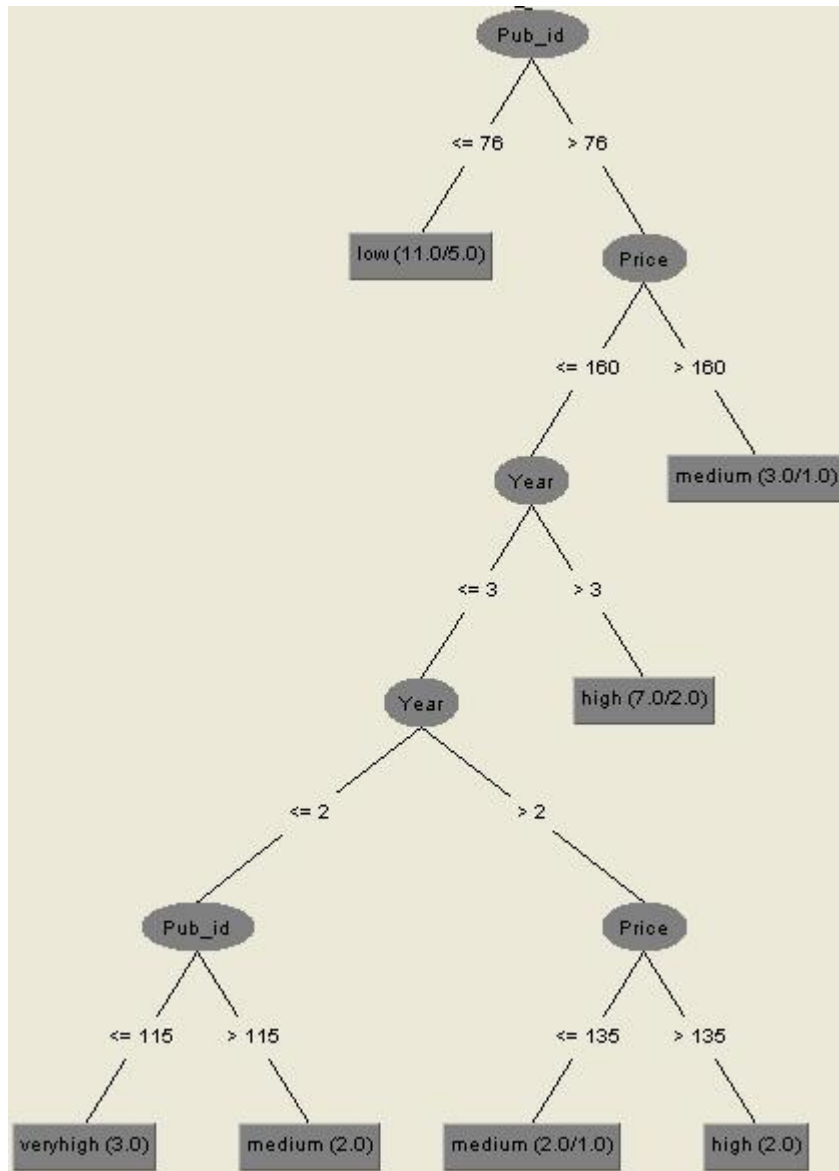 Pub_id
<= 76 > 76
low (11.0/5.0) Price
<= 160 > 160
Year medium (3.0/1.0)
<= 3 > 3
Year high (7.0/2.0)
<= 2 > 2
Pub_id Price
<= 115 > 115 <= 135 > 135
veryhigh (3.0) medium (2.0) medium (2.0/1.0) high (2.0)